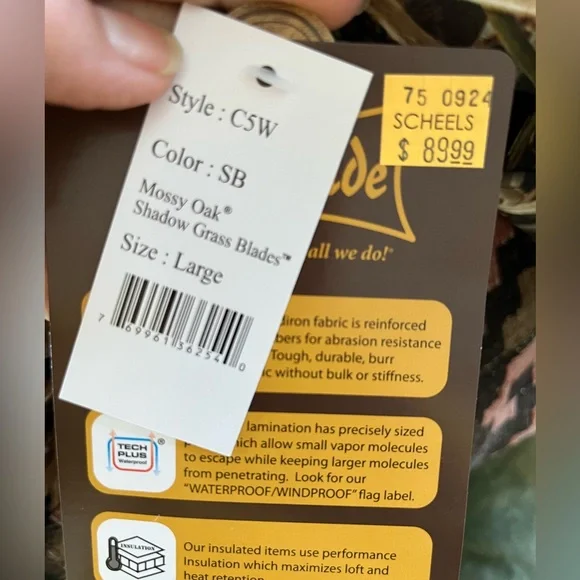 Style : C5W
Color : SB
Mossy Oak®
Shadow Grass Blades™
Size : Large
7 69961 36254 0
75 0924
SCHEELS
$ 89.99
de
all we do!®
fabric is reinforced
for abrasion resistance
Tough, durable, burr
without bulk or stiffness.
TECH
PLUS
Waterproof
®
lamination has precisely sized
which allow small vapor molecules
to escape while keeping larger molecules
from penetrating. Look for our
"WATERPROOF/WINDPROOF" flag label.
INSULATION
Our insulated items use performance
Insulation which maximizes loft and
heat retention